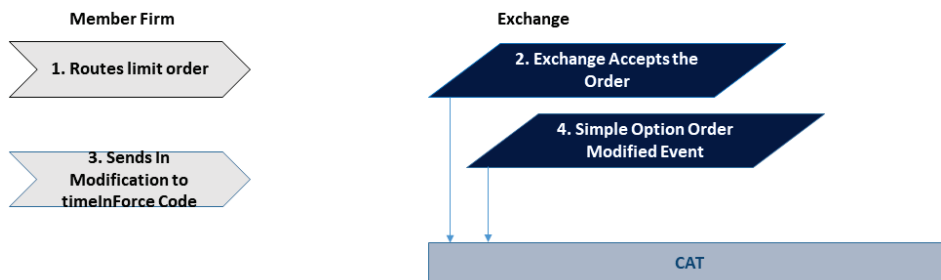 Member Firm
Exchange
1. Routes limit order
2. Exchange Accepts the
Order
3. Sends In
Modification to
timeInForce Code
4. Simple Option Order
Modified Event
CAT